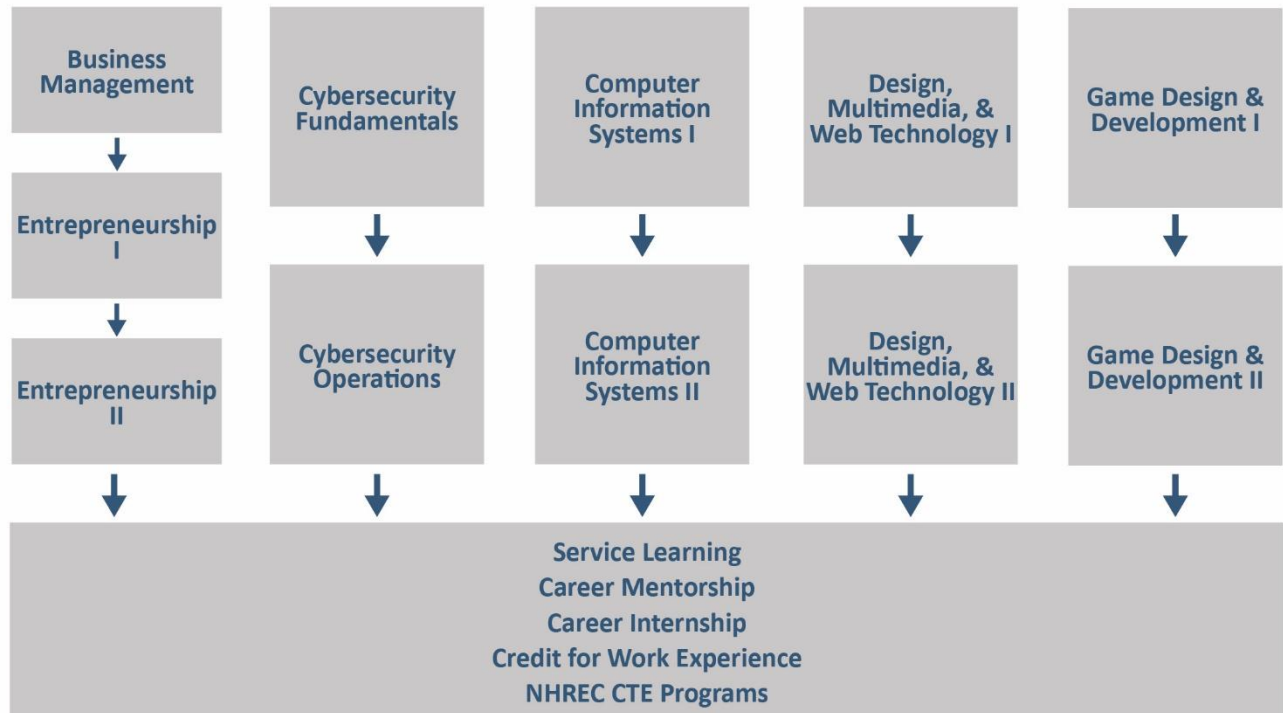 Business
Management
Cybersecurity
Fundamentals
Computer
Information
Systems I
Design,
Multimedia, &
Web Technology I
Game Design &
Development I
Entrepreneurship
I
Entrepreneurship
II
Cybersecurity
Operations
Computer
Information
Systems II
Design,
Multimedia, &
Web Technology II
Game Design &
Development II
Service Learning
Career Mentorship
Career Internship
Credit for Work Experience
NHREC CTE Programs